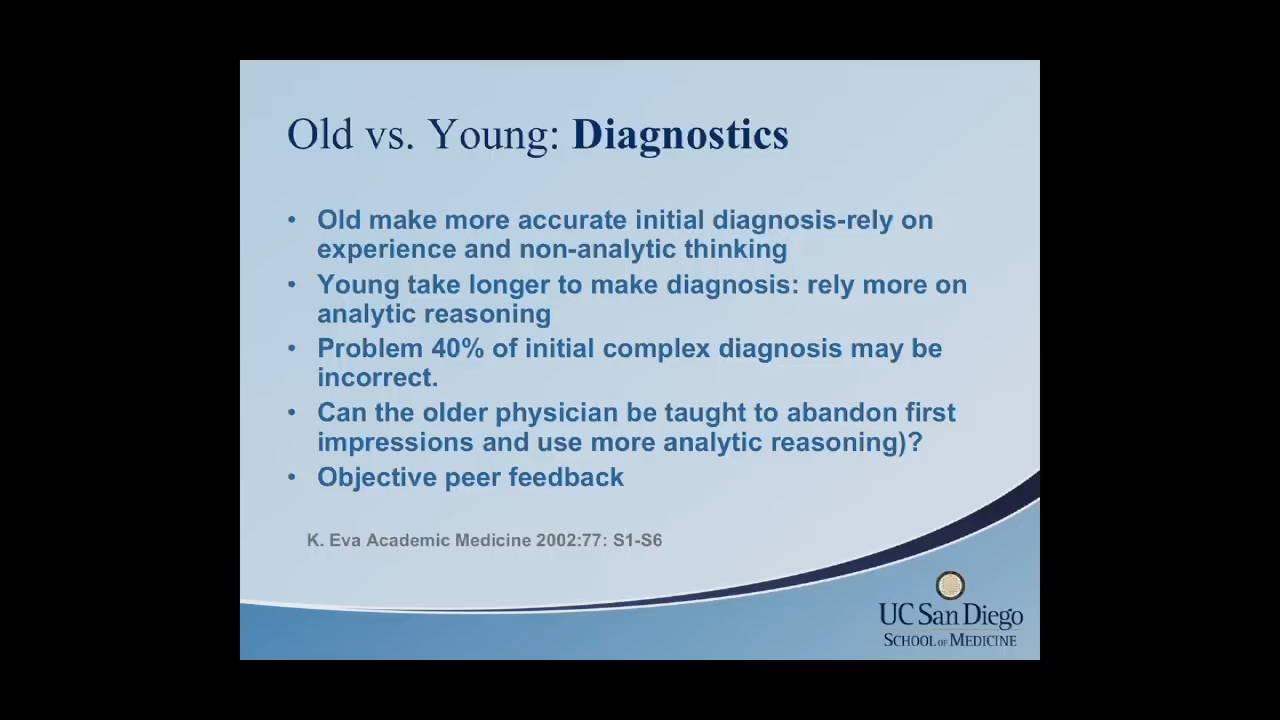 Old vs. Young: Diagnostics
• Old make more accurate initial diagnosis-rely on
experience and non-analytic thinking
• Young take longer to make diagnosis: rely more on
analytic reasoning
• Problem 40% of initial complex diagnosis may be
incorrect.
• Can the older physician be taught to abandon first
impressions and use more analytic reasoning)?
• Objective peer feedback
K. Eva Academic Medicine 2002:77: S1-S6
UC San Diego
SCHOOL OF MEDICINE